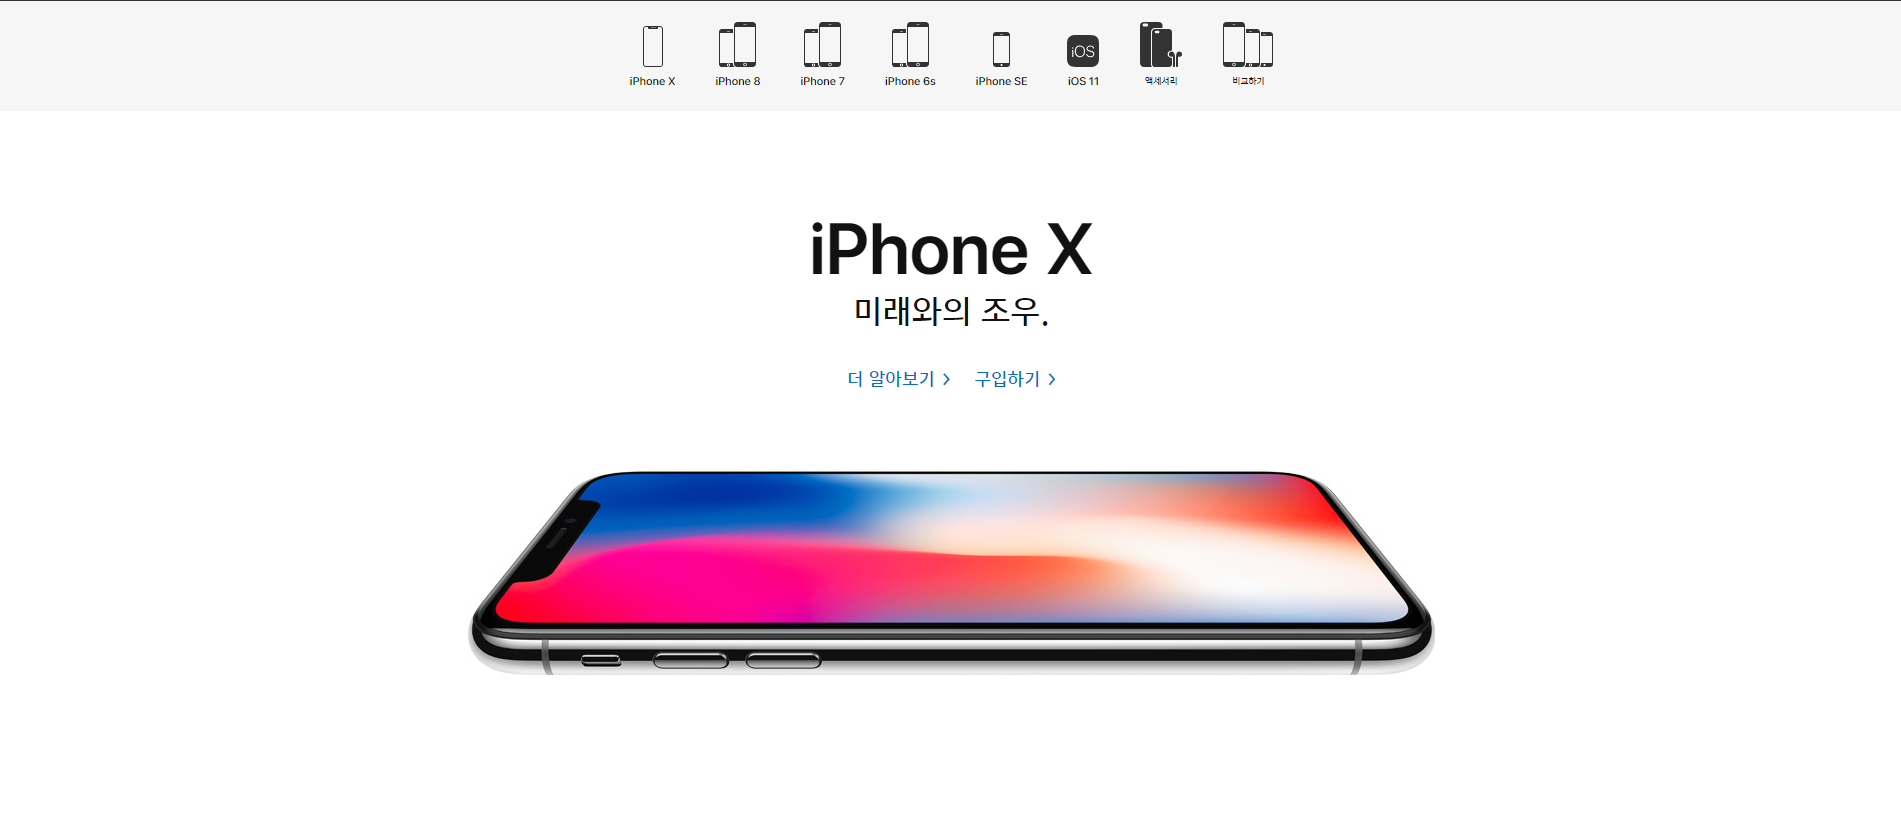 iPhone X
iPhone 8
iPhone 7
iPhone 6s
iPhone SE
iOS
iOS 11
액세서리
비교하기
iPhone X
미래와의 조우.
더 알아보기 > 구입하기 >